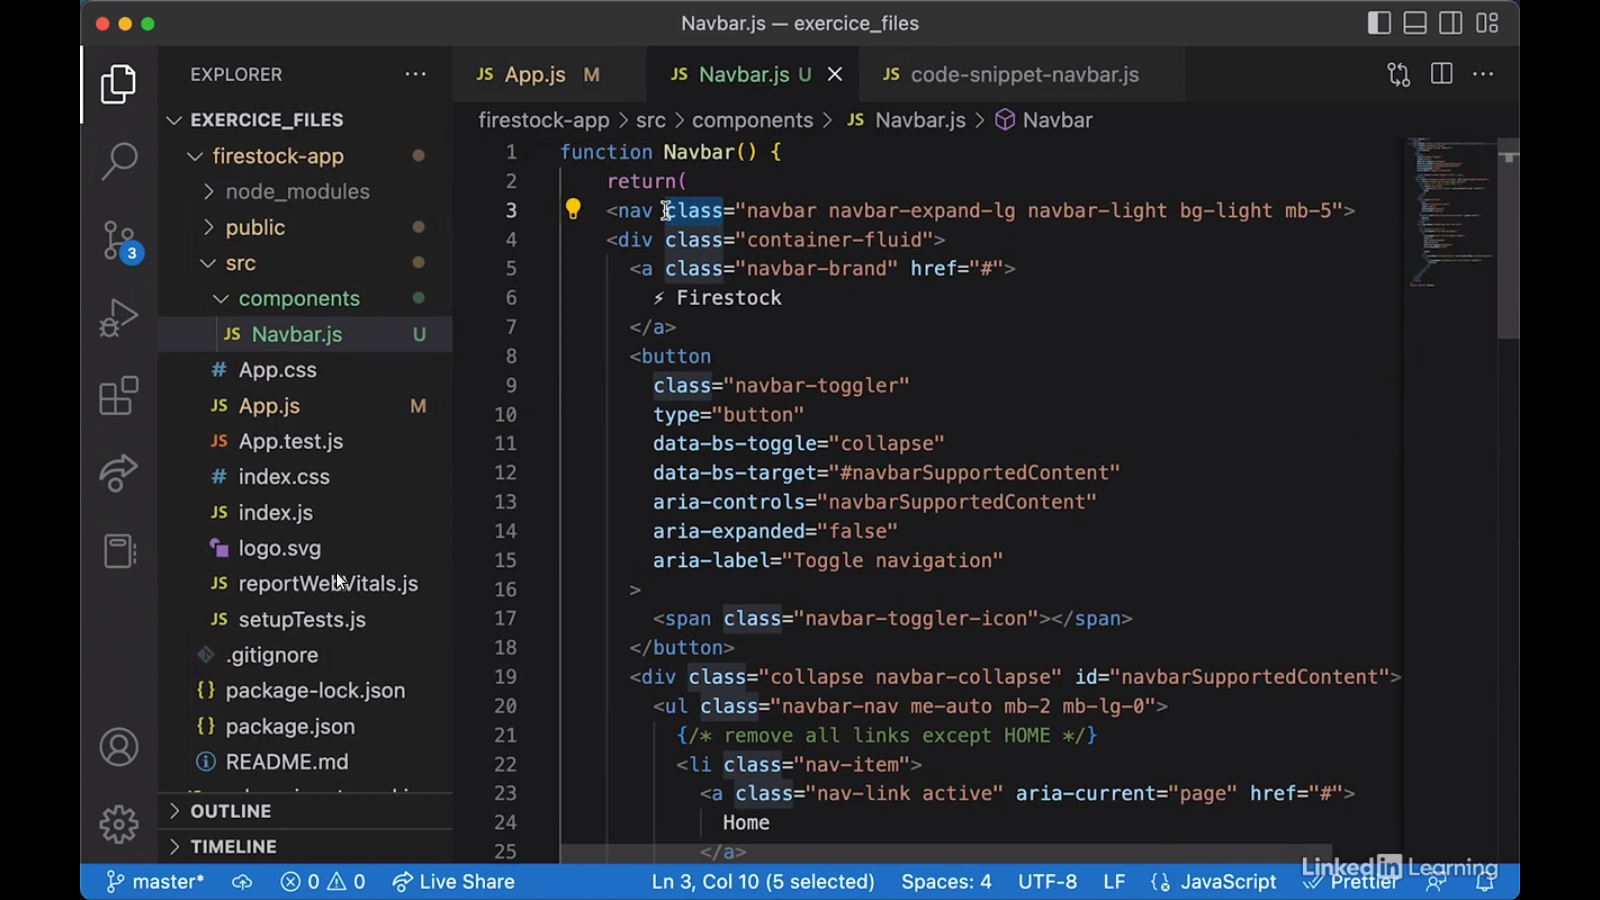 Navbar.js — exercice_files
EXPLORER
EXERCICE_FILES
firestock-app
node_modules
public
src
components
JS Navbar.js U
# App.css
JS App.js M
JS App.test.js
# index.css
JS index.js
logo.svg
JS reportWebVitals.js
JS setupTests.js
.gitignore
{} package-lock.json
{} package.json
README.md
OUTLINE
TIMELINE
3
JS App.js M
JS Navbar.js U
JS code-snippet-navbar.js
firestock-app > src > components > JS Navbar.js > Navbar
1 function Navbar() {
2 return(
3 <nav class="navbar navbar-expand-lg navbar-light bg-light mb-5">
4 <div class="container-fluid">
5 <a class="navbar-brand" href="#">
6 ⚡ Firestock
7 </a>
8 <button
9 class="navbar-toggler"
10 type="button"
11 data-bs-toggle="collapse"
12 data-bs-target="#navbarSupportedContent"
13 aria-controls="navbarSupportedContent"
14 aria-expanded="false"
15 aria-label="Toggle navigation"
16 >
17 <span class="navbar-toggler-icon"></span>
18 </button>
19 <div class="collapse navbar-collapse" id="navbarSupportedContent">
20 <ul class="navbar-nav me-auto mb-2 mb-lg-0">
21 {/* remove all links except HOME */}
22 <li class="nav-item">
23 <a class="nav-link active" aria-current="page" href="#">
24 Home
25 </a>
LinkedIn Learning
master* 0 0 Live Share Ln 3, Col 10 (5 selected) Spaces: 4 UTF-8 LF {} JavaScript Prettier